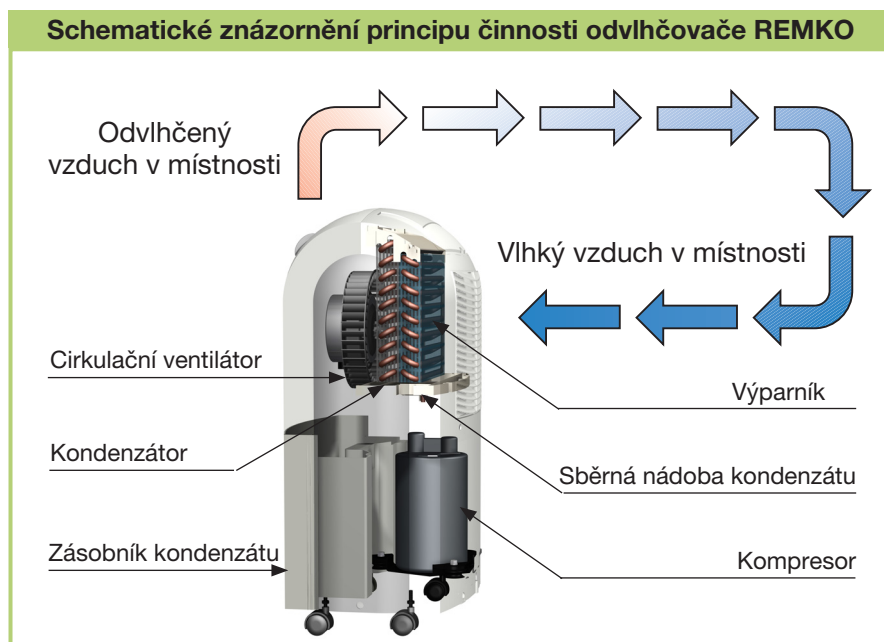 Schematické znázornění principu činnosti odvlhčovače REMKO
Odvlhčený
vzduch v místnosti
Vlhký vzduch v místnosti
Cirkulační ventilátor
Výparník
Kondenzátor
Sběrná nádoba kondenzátu
Zásobník kondenzátu
Kompresor